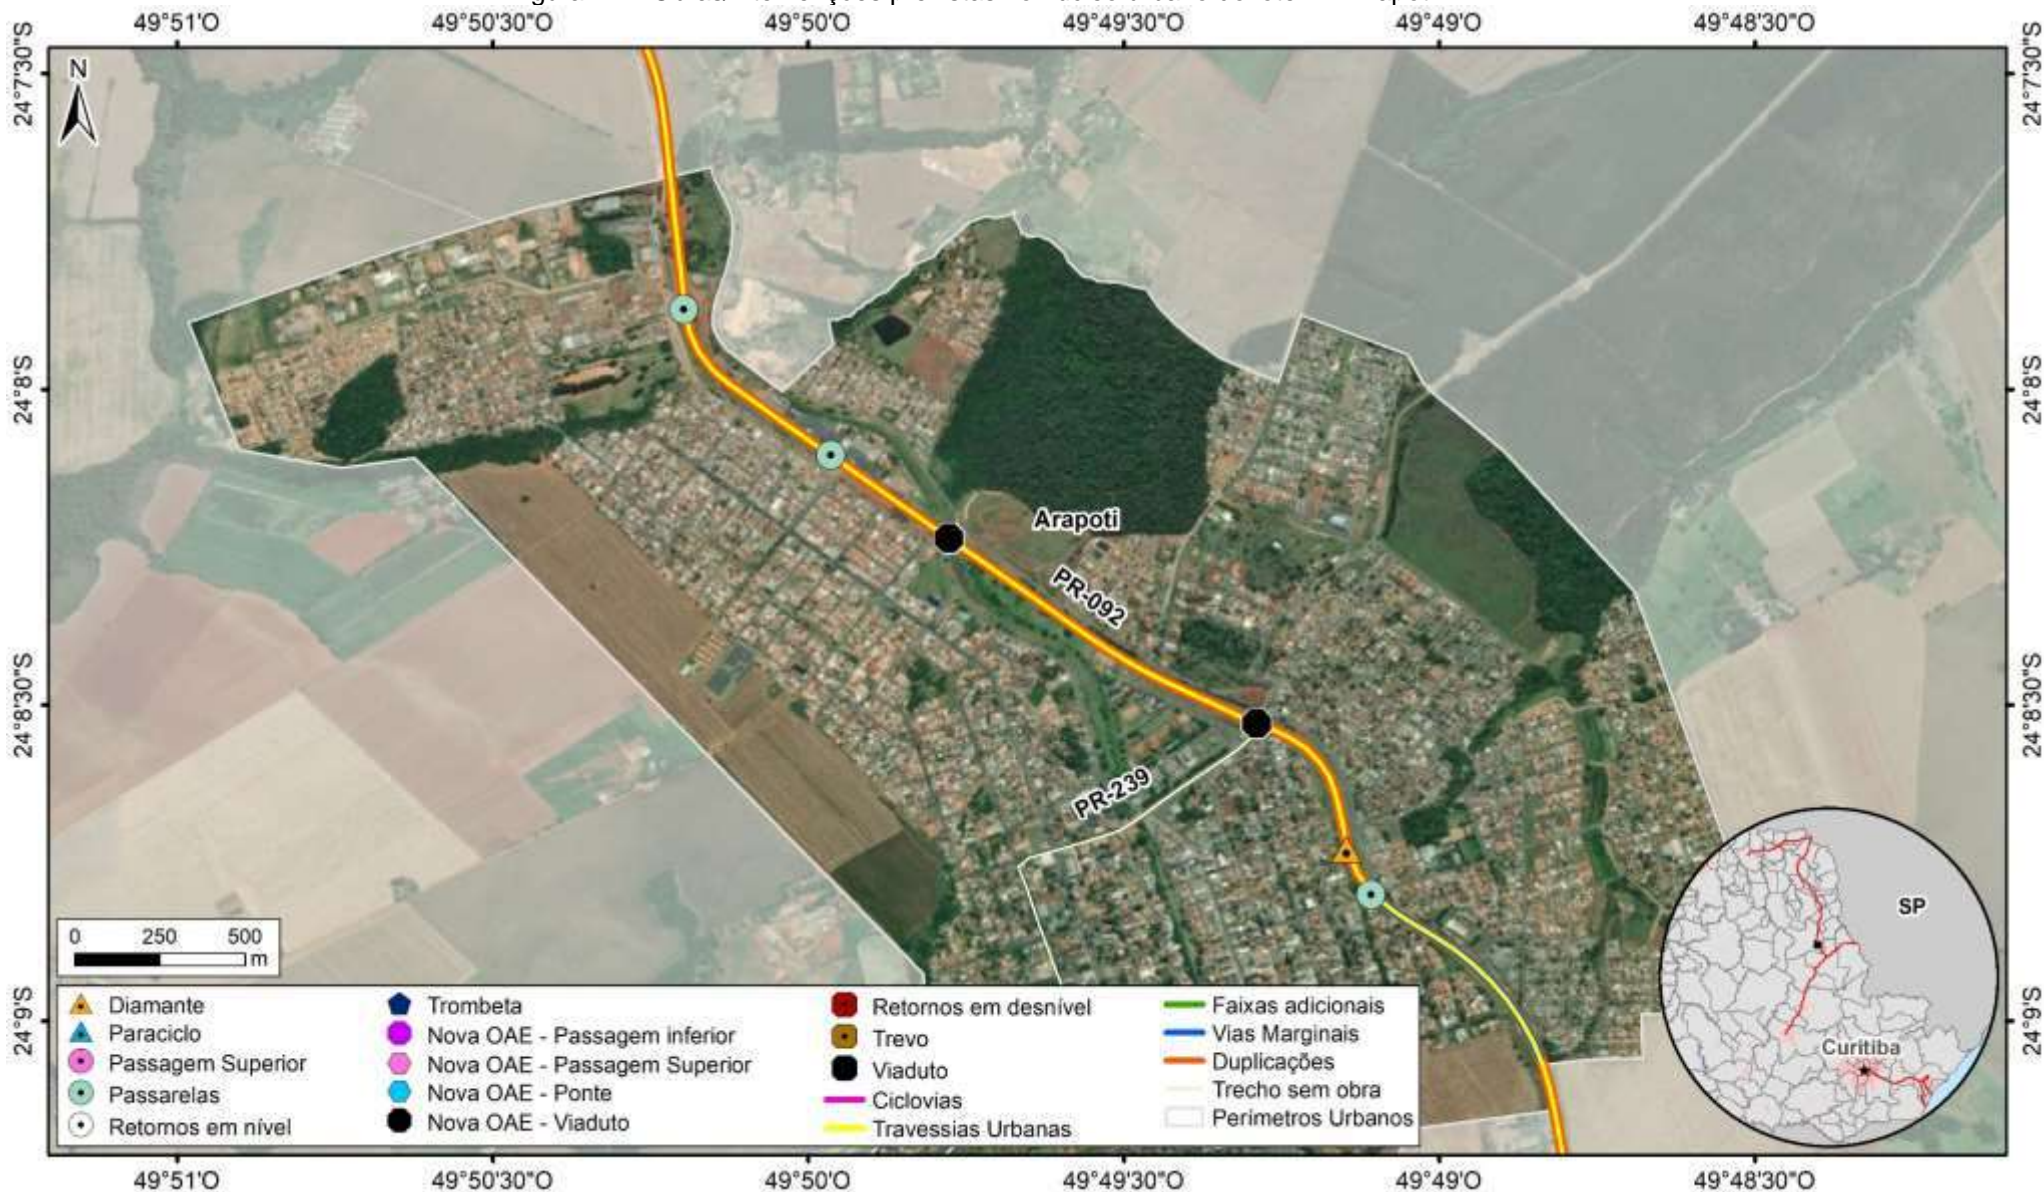 49°51'O 49°50'30"O 49°50'O 49°49'30"O 49°49'O 49°48'30"O
24°7'30"S 24°7'30"S
N
24°8'S 24°8'S
Arapoti
PR-092
24°8'30"S 24°8'30"S
PR-239
SP
Curitiba
0 250 500
m
24°9'S 24°9'S
Diamante
Paraciclo
Passagem Superior
Passarelas
Retornos em nível
Trombeta
Nova OAE - Passagem inferior
Nova OAE - Passagem Superior
Nova OAE - Ponte
Nova OAE - Viaduto
Retornos em desnível
Trevo
Viaduto
Ciclovias
Travessias Urbanas
Faixas adicionais
Vias Marginais
Duplicações
Trecho sem obra
Perímetros Urbanos
49°51'O 49°50'30"O 49°50'O 49°49'30"O 49°49'O 49°48'30"O